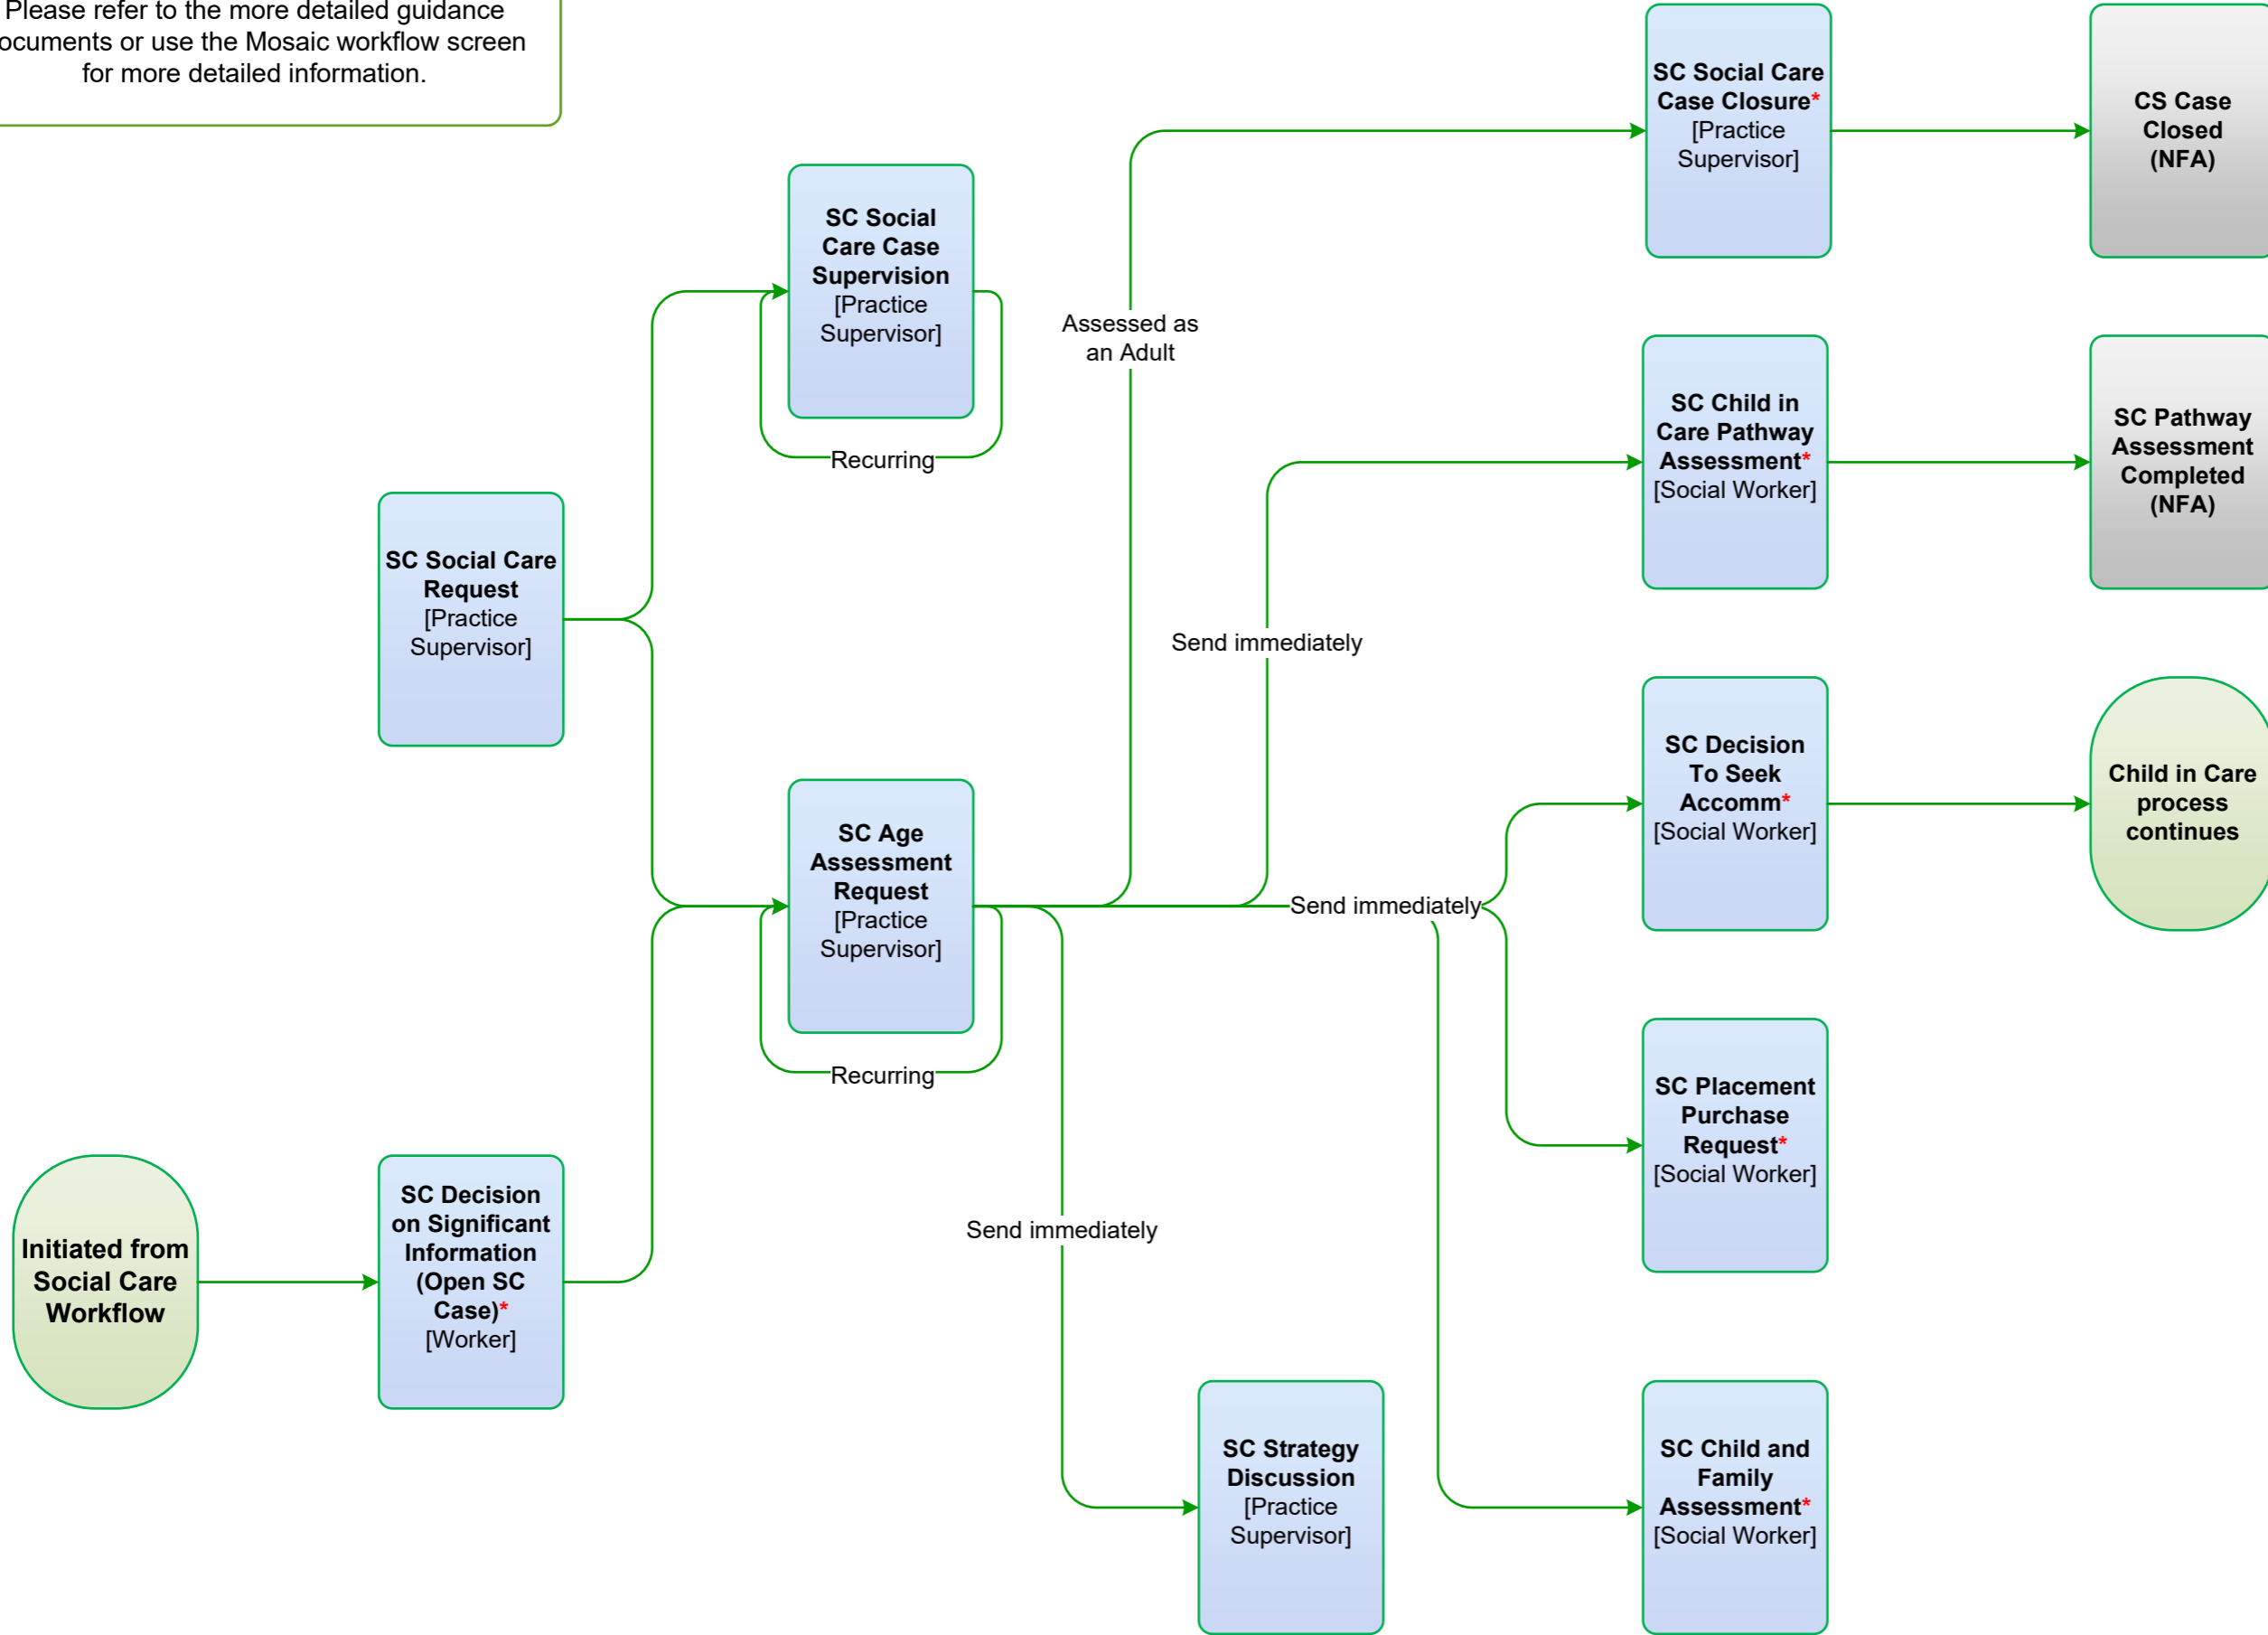 Please refer to the more detailed guidance
ocuments or use the Mosaic workflow screen
for more detailed information.
SC Social Care
Case Closure*
[Practice
Supervisor]
CS Case
Closed
(NFA)
SC Social
Care Case
Supervision
[Practice
Supervisor]
Recurring
Assessed as
an Adult
SC Child in
Care Pathway
Assessment*
[Social Worker]
SC Pathway
Assessment
Completed
(NFA)
SC Social Care
Request
[Practice
Supervisor]
Send immediately
SC Decision
To Seek
Accomm*
[Social Worker]
Child in Care
process
continues
SC Age
Assessment
Request
[Practice
Supervisor]
Recurring
Send immediately
SC Placement
Purchase
Request*
[Social Worker]
Initiated from
Social Care
Workflow
SC Decision
on Significant
Information
(Open SC
Case)*
[Worker]
Send immediately
SC Strategy
Discussion
[Practice
Supervisor]
SC Child and
Family
Assessment*
[Social Worker]